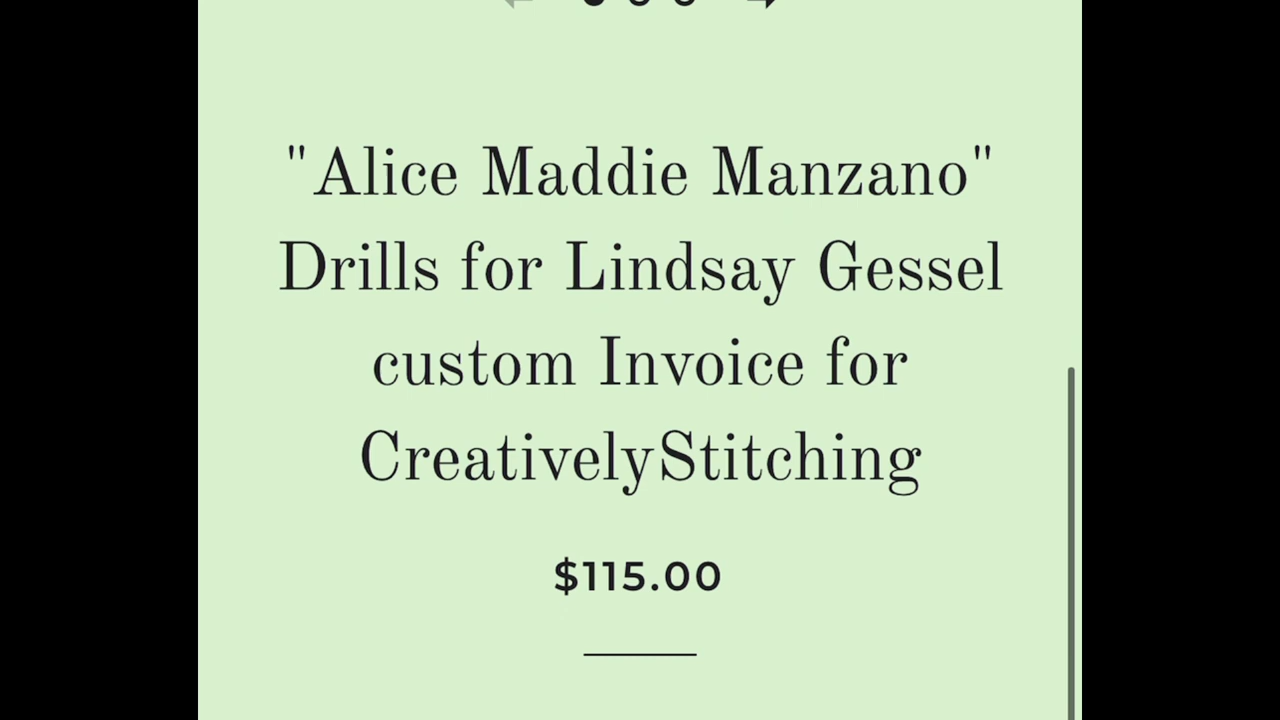 "Alice Maddie Manzano"
Drills for Lindsay Gessel
custom Invoice for
CreativelyStitching
$115.00